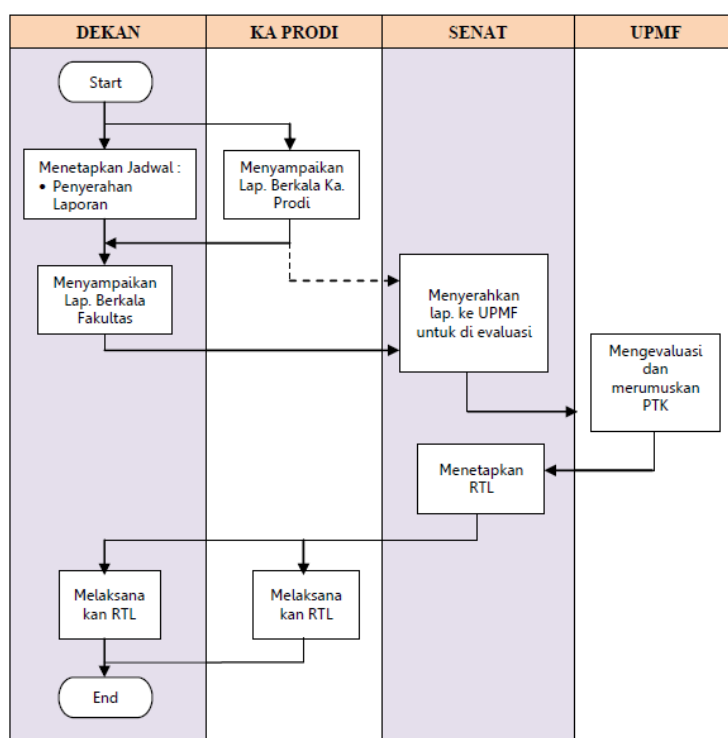 DEKAN
KA PRODI
SENAT
UPMF
Start
Menetapkan Jadwal :
• Penyerahan
Laporan
Menyampaikan
Lap. Berkala Ka.
Prodi
Menyampaikan
Lap. Berkala
Fakultas
Menyerahkan
lap. ke UPMF
untuk di evaluasi
Mengevaluasi
dan
merumuskan
PTK
Menetapkan
RTL
Melaksana
kan RTL
Melaksana
kan RTL
End